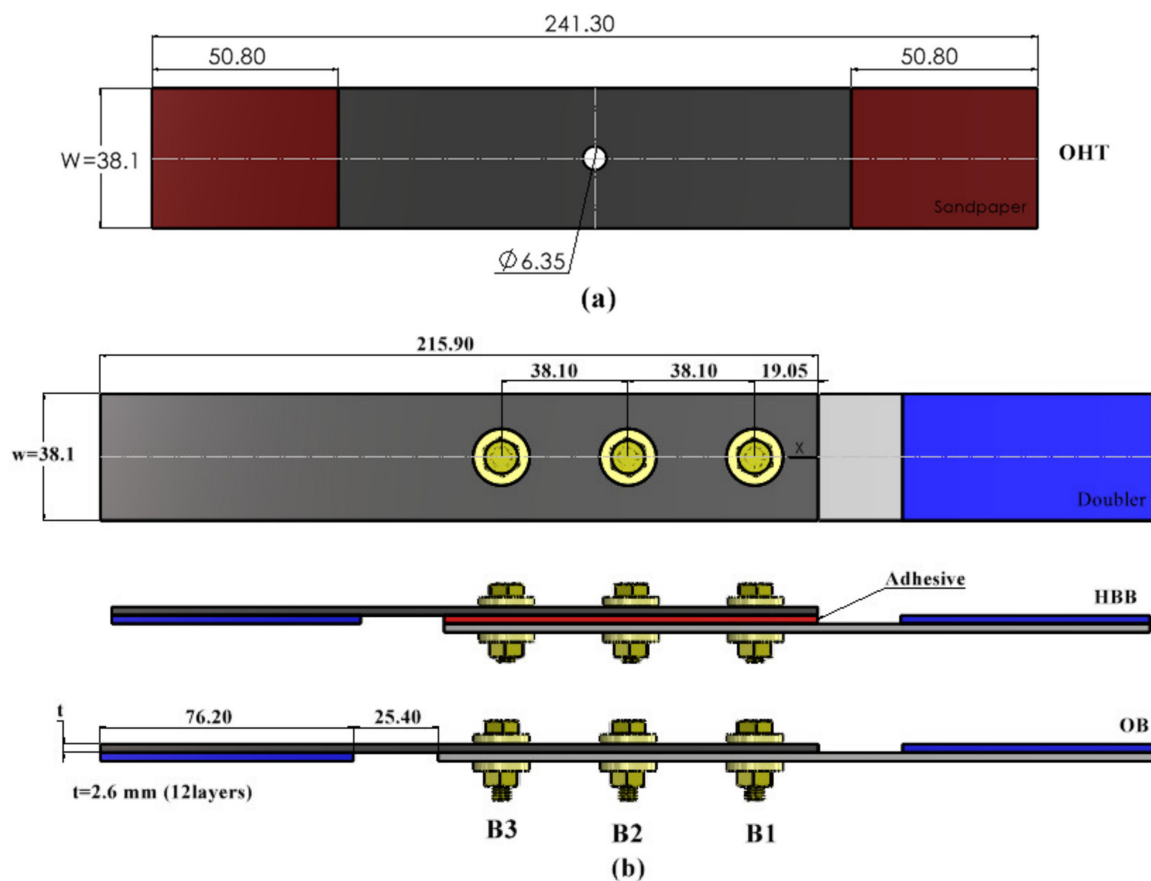 241.30
50.80 50.80
W=38.1
OHT
Sandpaper
∅6.35
(a)
215.90
38.10 38.10 19.05
w=38.1
X
Doubler
Adhesive
HBB
t 76.20 25.40
OB
t=2.6 mm (12layers)
B3 B2 B1
(b)